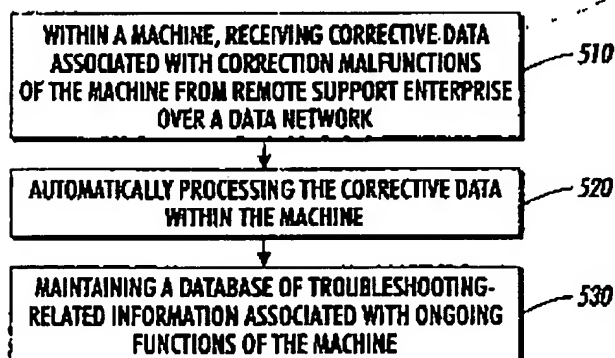 WITHIN A MACHINE, RECEIVING CORRECTIVE DATA
ASSOCIATED WITH CORRECTION MALFUNCTIONS
OF THE MACHINE FROM REMOTE SUPPORT ENTERPRISE
OVER A DATA NETWORK
510
AUTOMATICALLY PROCESSING THE CORRECTIVE DATA
WITHIN THE MACHINE
520
MAINTAINING A DATABASE OF TROUBLESHOOTING-
RELATED INFORMATION ASSOCIATED WITH ONGOING
FUNCTIONS OF THE MACHINE
530